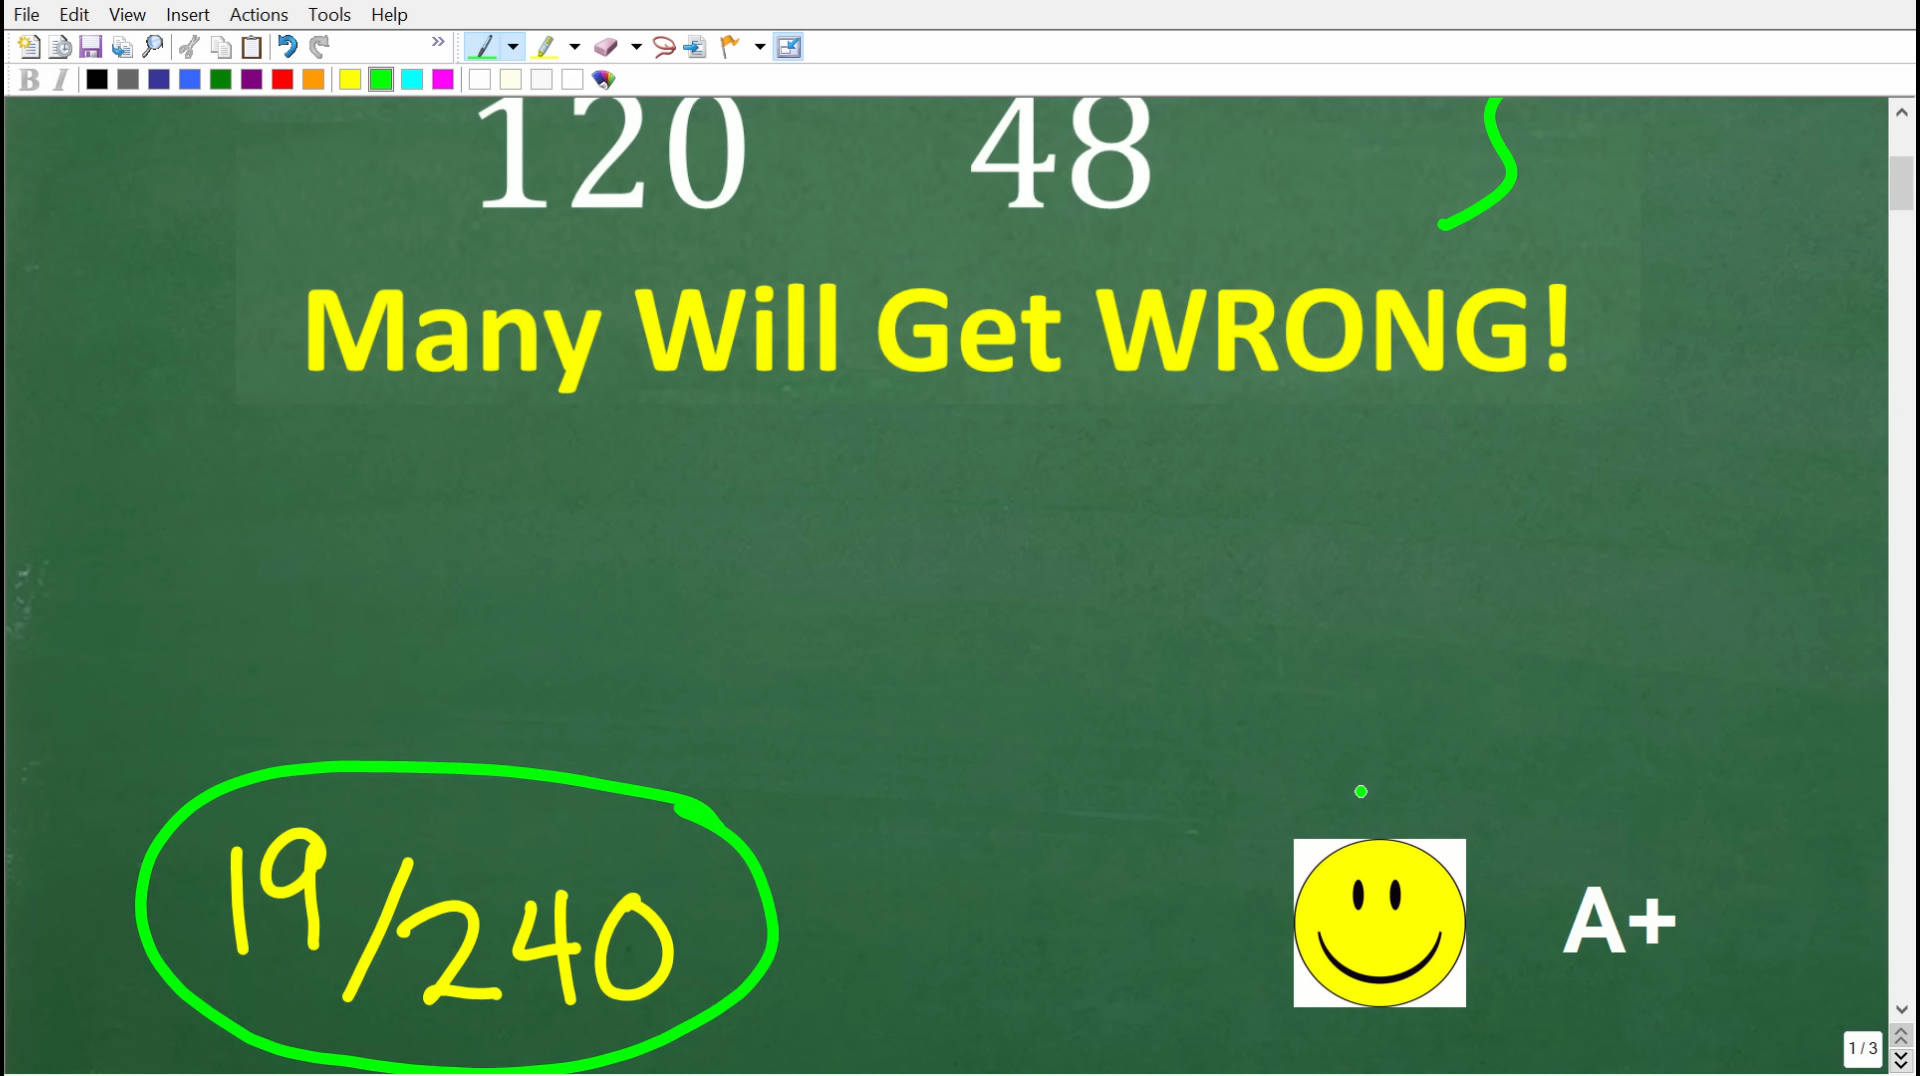 File Edit View Insert Actions Tools Help
B I
120 48
Many Will Get WRONG!
19/240
A+
1 / 3